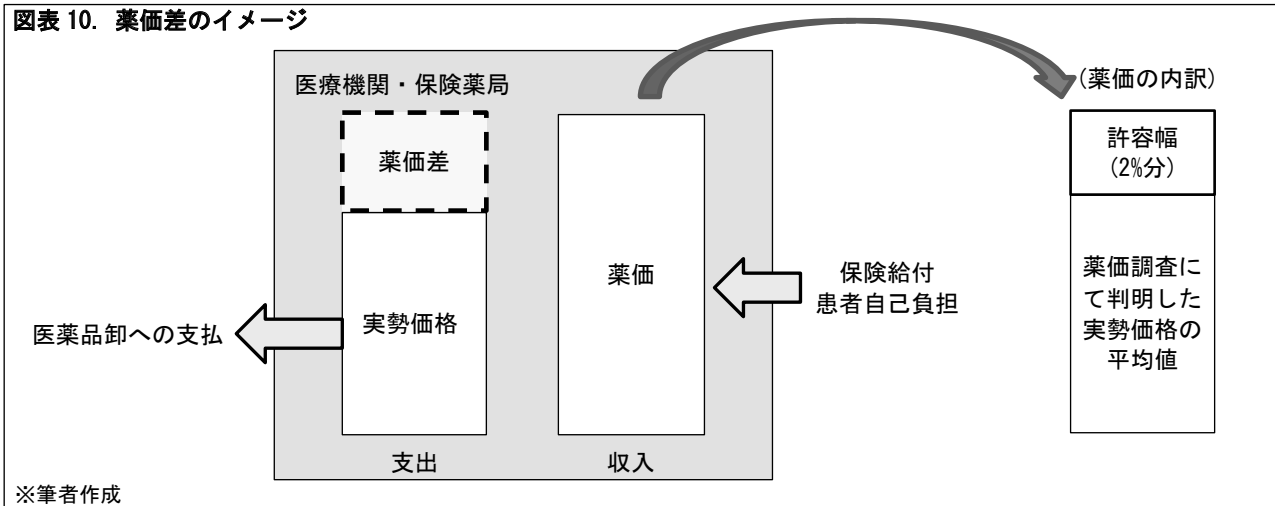 図表 10. 薬価差のイメージ
医療機関・保険薬局
(薬価の内訳)
薬価差
許容幅
(2%分)
薬価
実勢価格
保険給付
患者自己負担
医薬品卸への支払
薬価調査に
て判明した
実勢価格の
平均値
支出
収入
※筆者作成